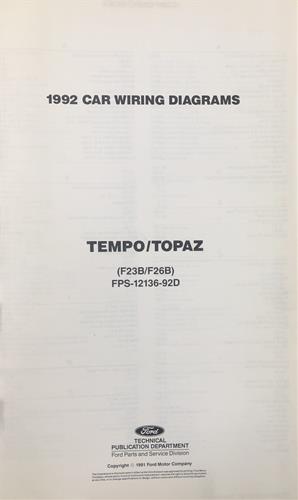 1992 CAR WIRING DIAGRAMS
TEMPO/TOPAZ
(F23B/F26B)
FPS-12136-92D
Ford
TECHNICAL
PUBLICATION DEPARTMENT
Ford Parts and Service Division
Copyright © 1991 Ford Motor Company